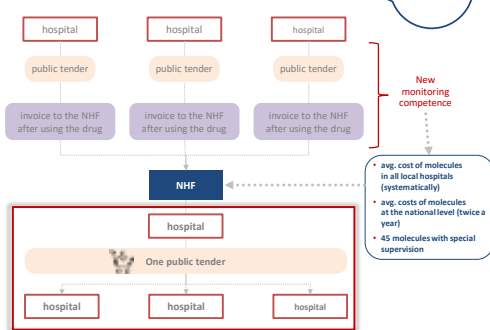 hospital
hospital
hospital
public tender
public tender
public tender
New
monitoring
competence
invoice to the NHF
after using the drug
invoice to the NHF
after using the drug
invoice to the NHF
after using the drug
• avg. cost of molecules
in all local hospitals
(systematically)
• avg. costs of molecules
at the national level (twice a
year)
• 45 molecules with special
supervision
NHF
hospital
One public tender
hospital
hospital
hospital